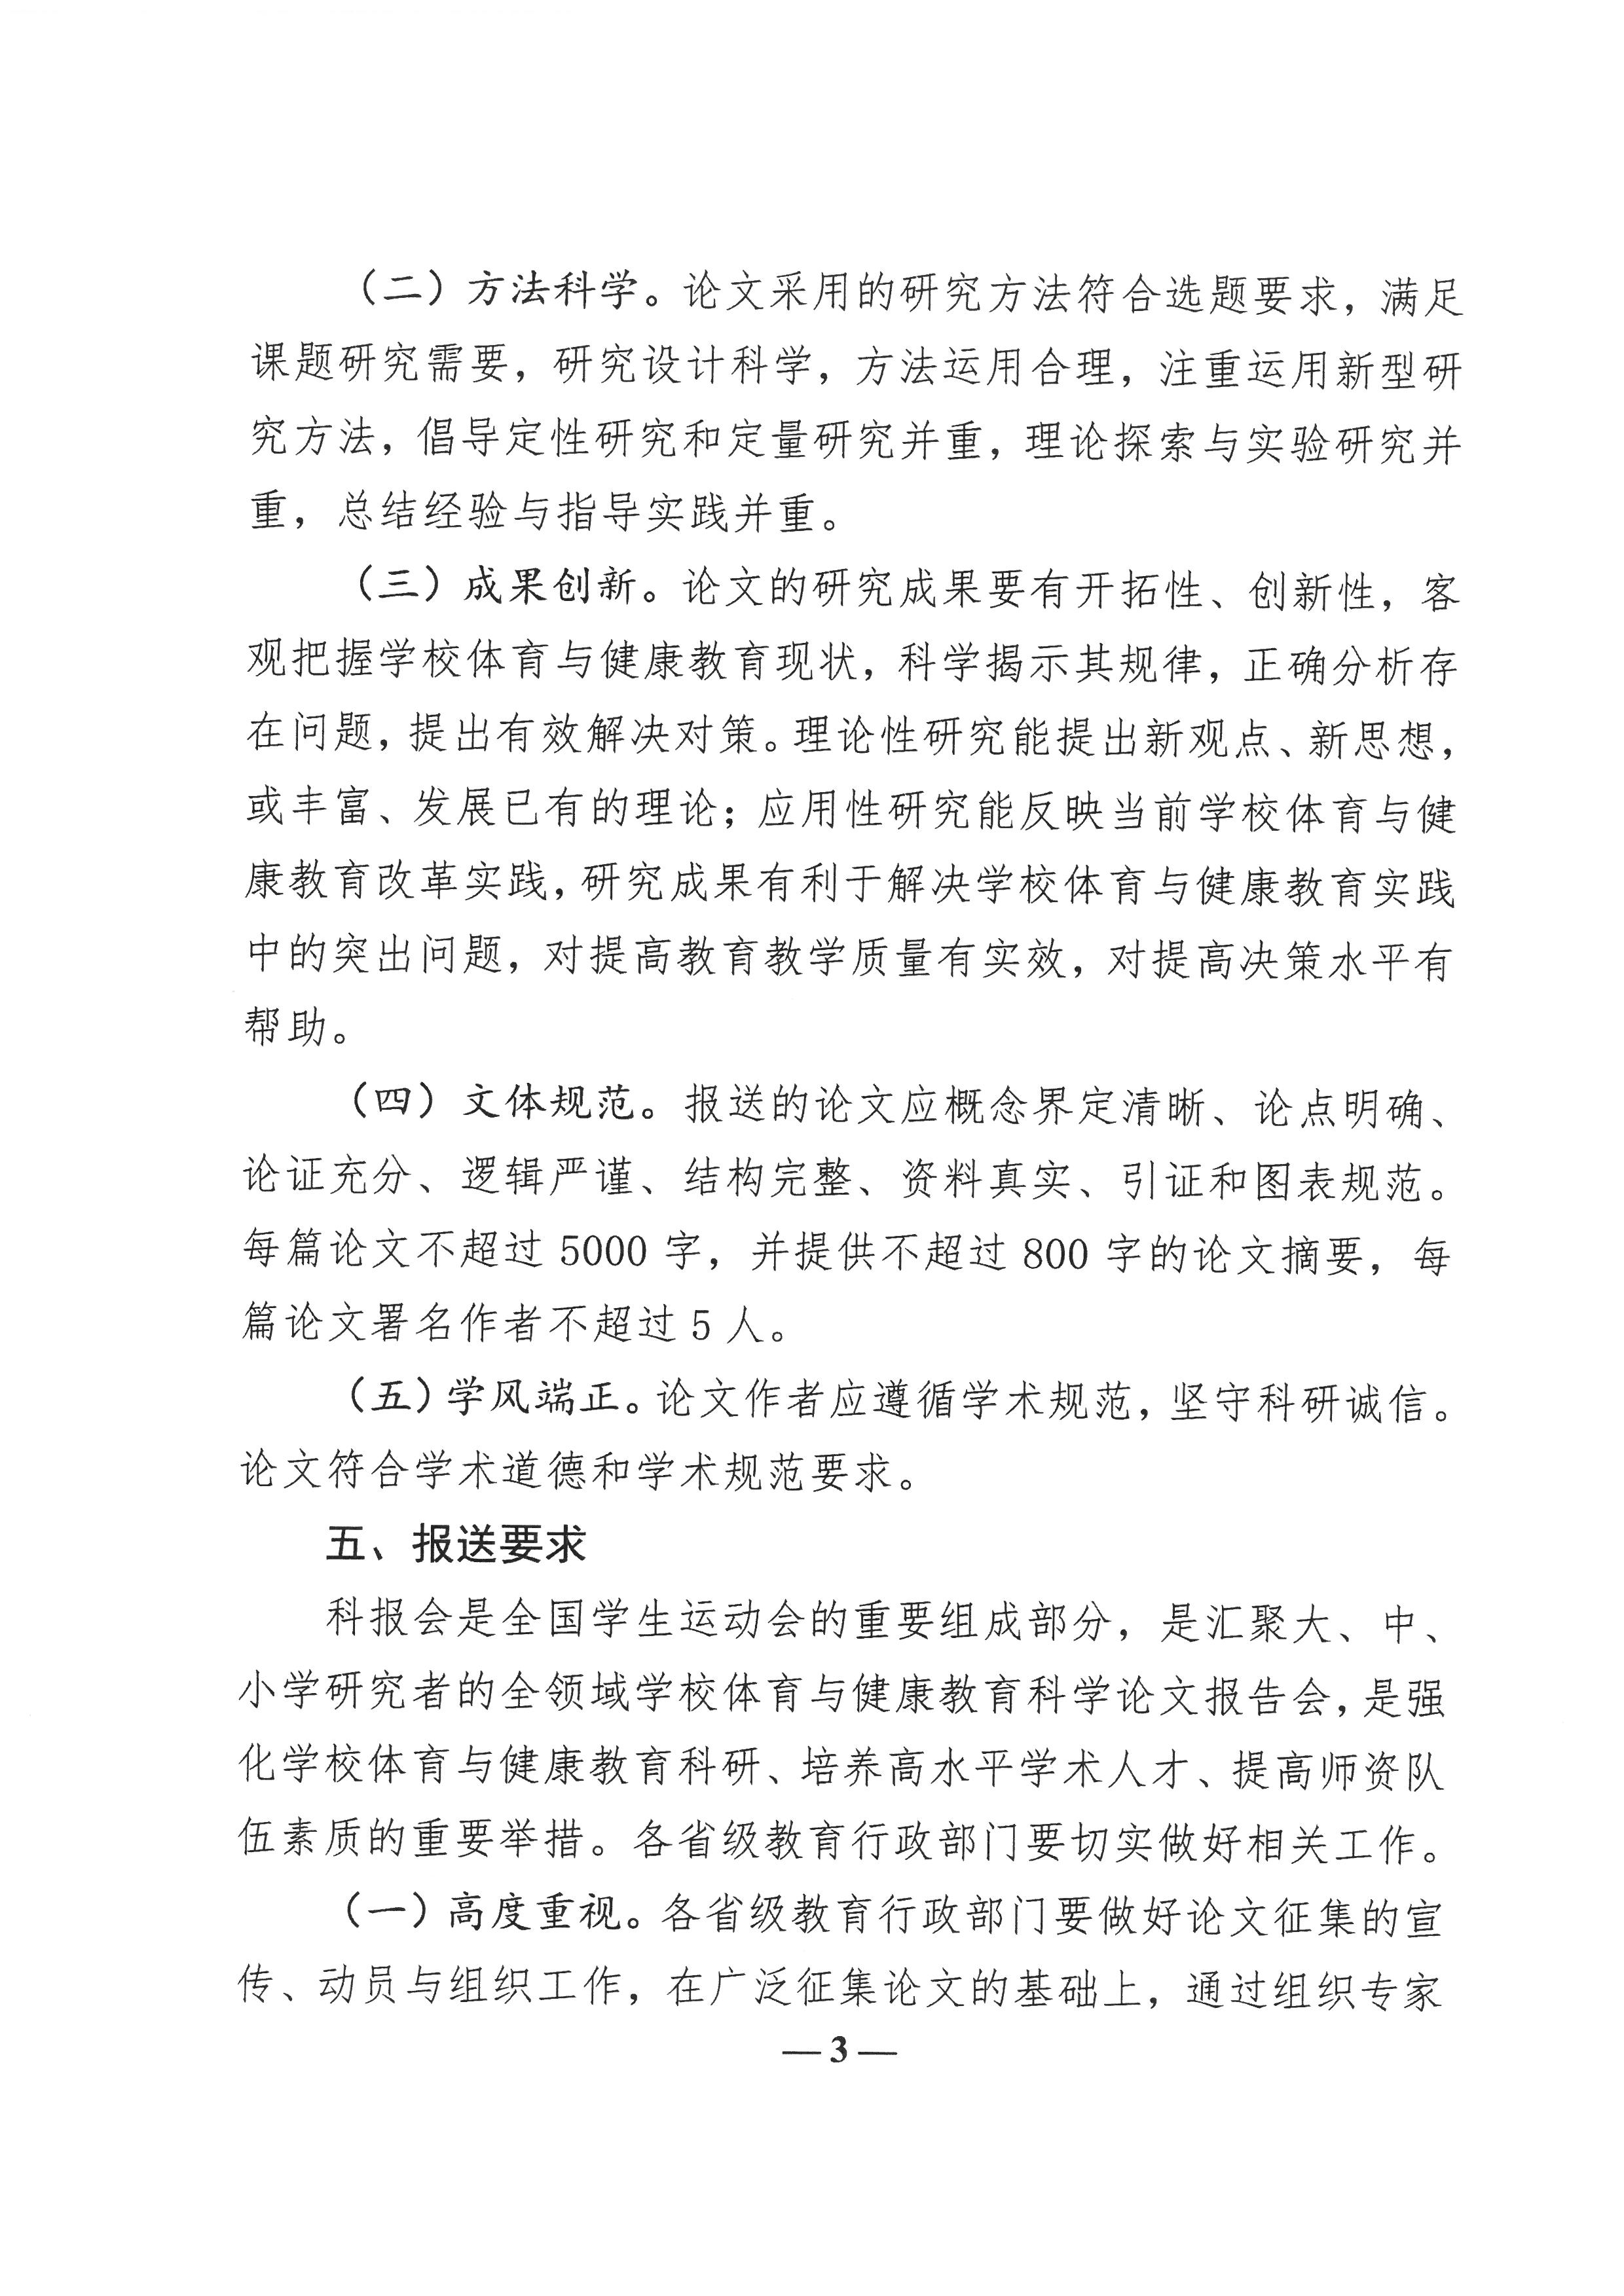 （二）方法科学。论文采用的研究方法符合选题要求，满足
课题研究需要，研究设计科学，方法运用合理，注重运用新型研
究方法，倡导定性研究和定量研究并重，理论探索与实验研究并
重，总结经验与指导实践并重。
（三）成果创新。论文的研究成果要有开拓性、创新性，客
观把握学校体育与健康教育现状，科学揭示其规律，正确分析存
在问题，提出有效解决对策。理论性研究能提出新观点、新思想，
或丰富、发展已有的理论；应用性研究能反映当前学校体育与健
康教育改革实践，研究成果有利于解决学校体育与健康教育实践
中的突出问题，对提高教育教学质量有实效，对提高决策水平有
帮助。
（四）文体规范。报送的论文应概念界定清晰、论点明确、
论证充分、逻辑严谨、结构完整、资料真实、引证和图表规范。
每篇论文不超过 5000 字，并提供不超过 800 字的论文摘要，每
篇论文署名作者不超过 5 人。
（五）学风端正。论文作者应遵循学术规范，坚守科研诚信。
论文符合学术道德和学术规范要求。
五、报送要求
科报会是全国学生运动会的重要组成部分，是汇聚大、中、
小学研究者的全领域学校体育与健康教育科学论文报告会，是强
化学校体育与健康教育科研、培养高水平学术人才、提高师资队
伍素质的重要举措。各省级教育行政部门要切实做好相关工作。
（一）高度重视。各省级教育行政部门要做好论文征集的宣
传、动员与组织工作，在广泛征集论文的基础上，通过组织专家
— 3 —